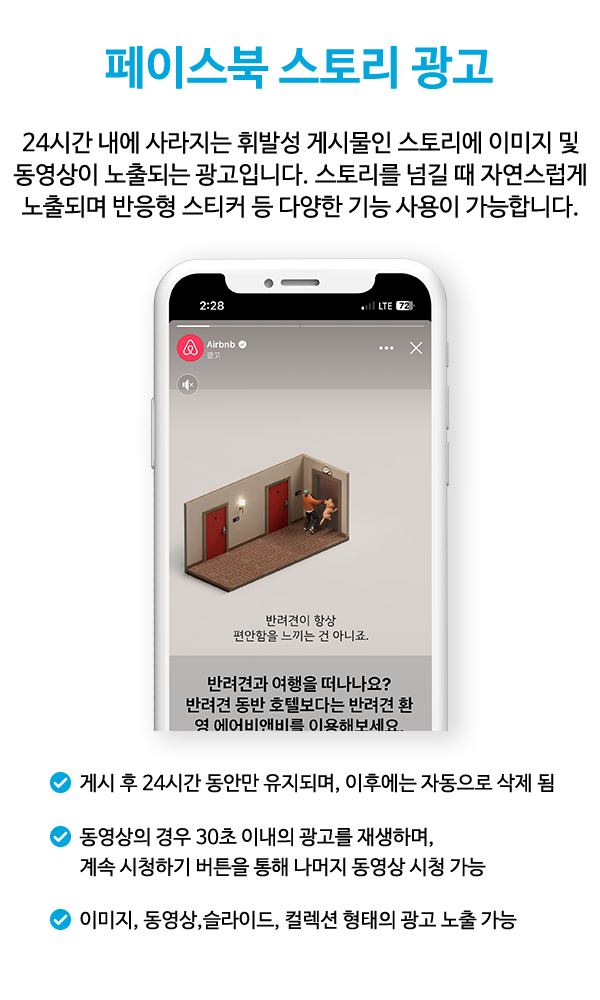 페이스북 스토리 광고
24시간 내에 사라지는 휘발성 게시물인 스토리에 이미지 및
동영상이 노출되는 광고입니다. 스토리를 넘길 때 자연스럽게
노출되며 반응형 스티커 등 다양한 기능 사용이 가능합니다.
2:28 LTE 72
Airbnb
광고
반려견이 항상
편안함을 느끼는 건 아니죠.
반려견과 여행을 떠나나요?
반려견 동반 호텔보다는 반려견 환
영 에어비앤비를 이용해보세요.
게시 후 24시간 동안만 유지되며, 이후에는 자동으로 삭제 됨
동영상의 경우 30초 이내의 광고를 재생하며,
계속 시청하기 버튼을 통해 나머지 동영상 시청 가능
이미지, 동영상,슬라이드, 컬렉션 형태의 광고 노출 가능